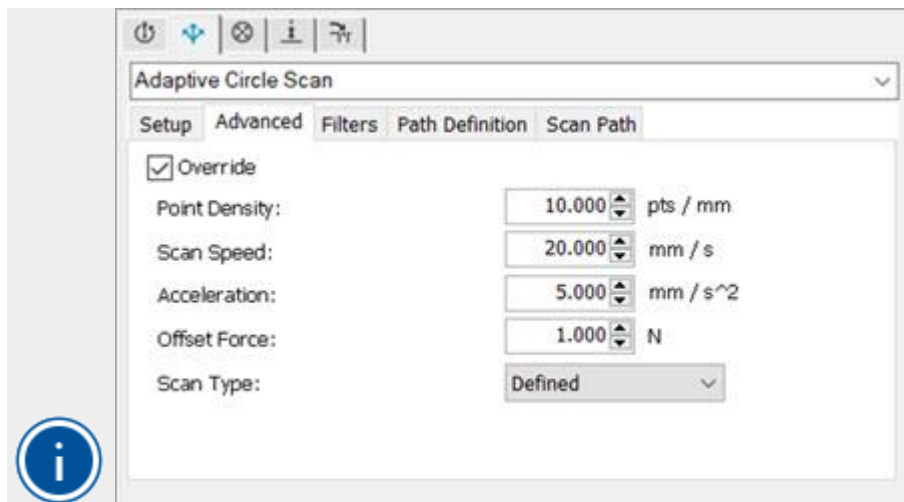 Adaptive Circle Scan
Setup Advanced Filters Path Definition Scan Path
Override
Point Density: 10.000 pts / mm
Scan Speed: 20.000 mm / s
Acceleration: 5.000 mm / s^2
Offset Force: 1.000 N
Scan Type: Defined
i